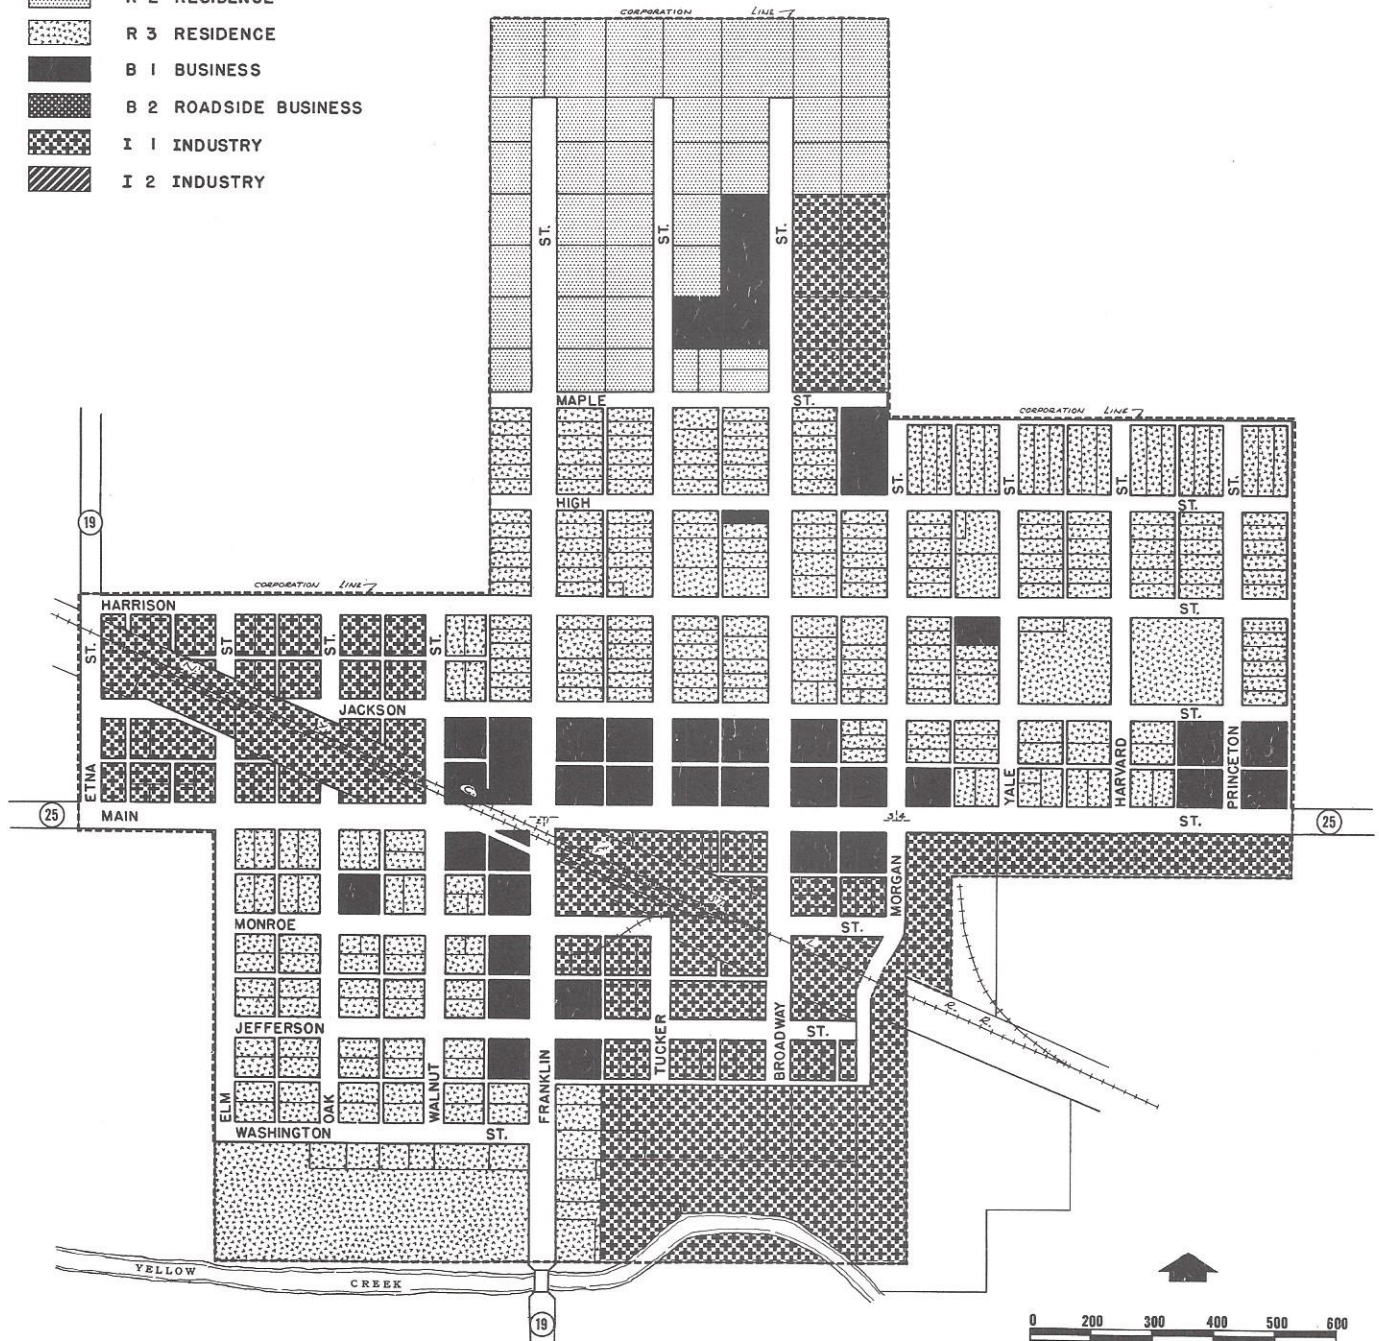 R 2 RESIDENCE
R 3 RESIDENCE
B 1 BUSINESS
B 2 ROADSIDE BUSINESS
I 1 INDUSTRY
I 2 INDUSTRY
CORPORATION LINE
ST.
ST.
ST.
MAPLE ST.
CORPORATION LINE
HIGH
ST.
ST.
ST.
ST.
ST.
19
CORPORATION LINE
HARRISON
ST.
ST.
ST
ST.
ST.
JACKSON
ST.
ETNA
YALE
HARVARD
PRINCETON
25
MAIN
ST.
25
MORGAN
MONROE
ST.
JEFFERSON
ST.
TUCKER
BROADWAY
R. R.
ELM
OAK
WALNUT
FRANKLIN
WASHINGTON
ST.
YELLOW CREEK
19
0 200 300 400 500 600